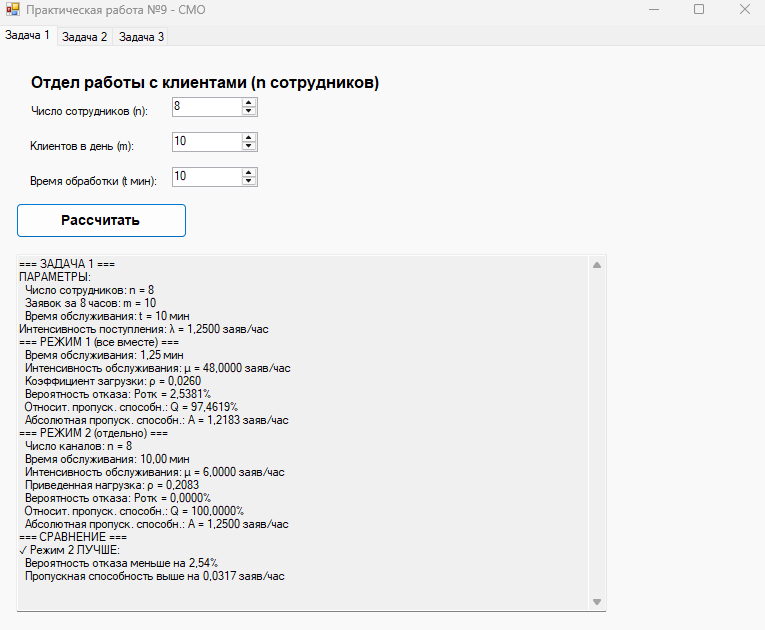 Практическая работа №9 - СМО
Задача 1 Задача 2 Задача 3
Отдел работы с клиентами (n сотрудников)
Число сотрудников (n): 8
Клиентов в день (m): 10
Время обработки (t мин): 10
Рассчитать
=== ЗАДАЧА 1 ===
ПАРАМЕТРЫ:
Число сотрудников: n = 8
Заявок за 8 часов: m = 10
Время обслуживания: t = 10 мин
Интенсивность поступления: λ = 1,2500 заяв/час
=== РЕЖИМ 1 (все вместе) ===
Время обслуживания: 1,25 мин
Интенсивность обслуживания: μ = 48,0000 заяв/час
Коэффициент загрузки: ρ = 0,0260
Вероятность отказа: Pотк = 2,5381%
Относит. пропуск. способн.: Q = 97,4619%
Абсолютная пропуск. способн.: A = 1,2183 заяв/час
=== РЕЖИМ 2 (отдельно) ===
Число каналов: n = 8
Время обслуживания: 10,00 мин
Интенсивность обслуживания: μ = 6,0000 заяв/час
Приведенная нагрузка: ρ = 0,2083
Вероятность отказа: Pотк = 0,0000%
Относит. пропуск. способн.: Q = 100,0000%
Абсолютная пропуск. способн.: A = 1,2500 заяв/час
=== СРАВНЕНИЕ ===
✓ Режим 2 ЛУЧШЕ:
Вероятность отказа меньше на 2,54%
Пропускная способность выше на 0,0317 заяв/час